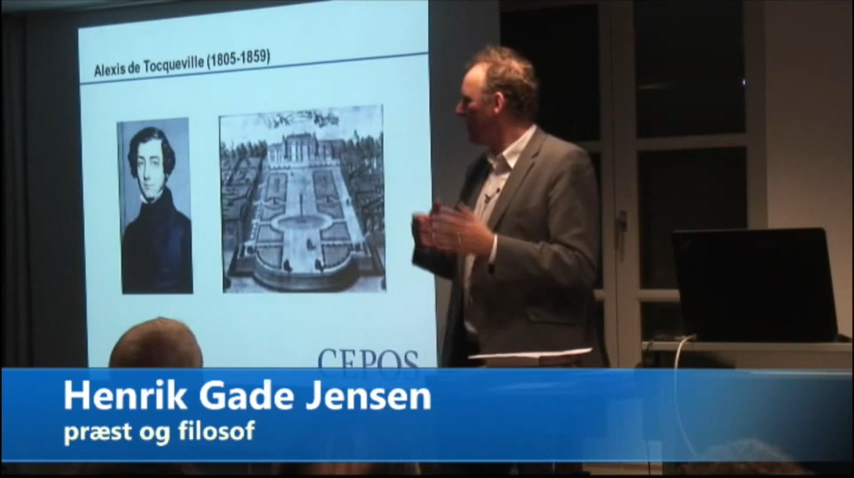 Alexis de Tocqueville (1805-1859)
CEPOS
Henrik Gade Jensen
præst og filosof